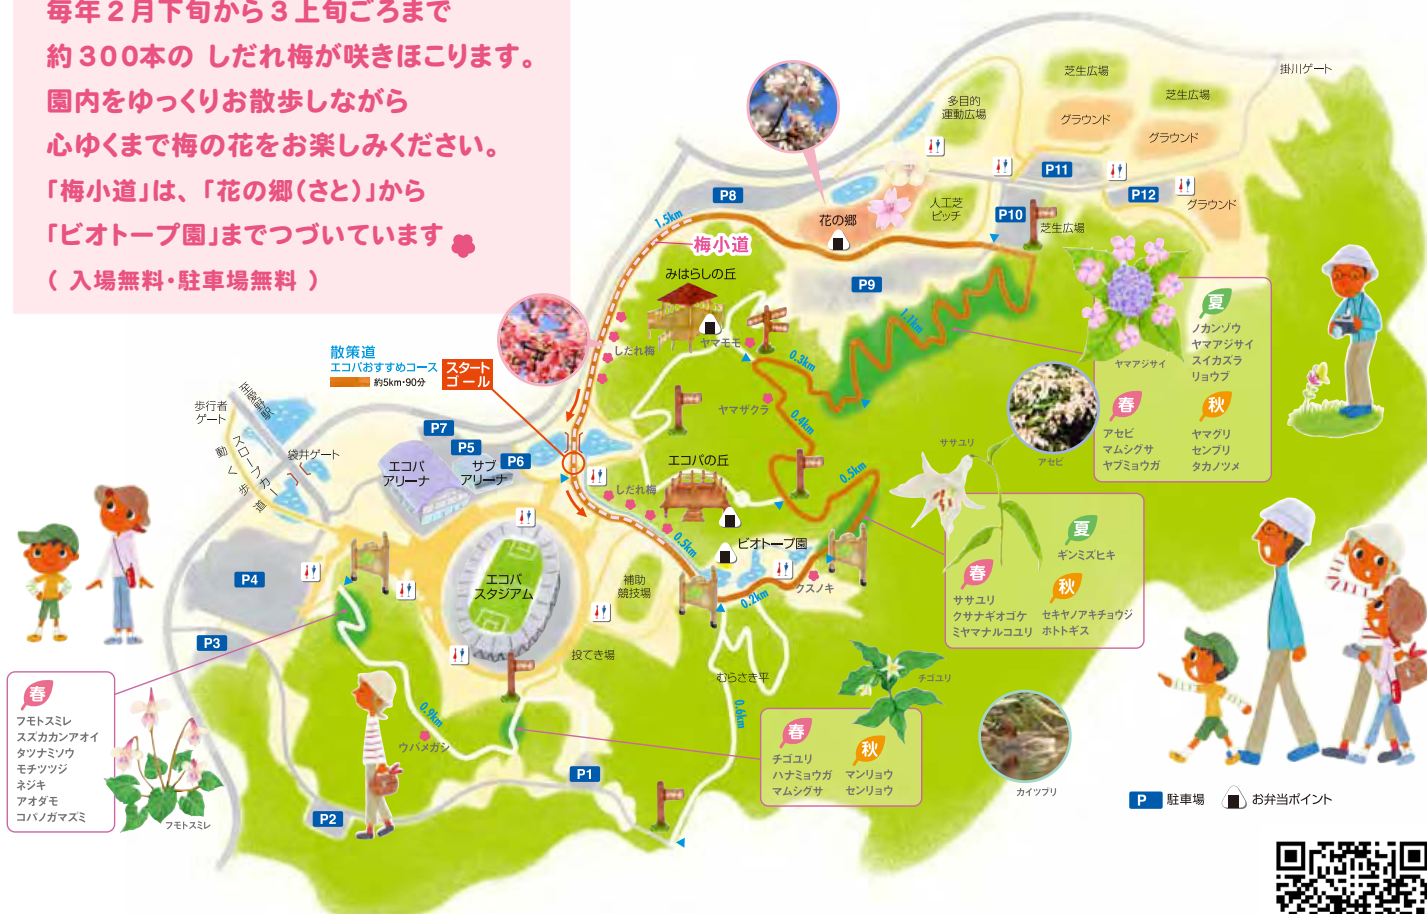 毎年２月下旬から３上旬ごろまで
約３００本の しだれ梅が咲きほこります。
園内をゆっくりお散歩しながら
心ゆくまで梅の花をお楽しみください。
「梅小道」は、「花の郷（さと）」から
「ビオトープ園」までつづいています
（ 入場無料・駐車場無料 ）
掛川ゲート
芝生広場
芝生広場
多目的
運動広場
グラウンド
グラウンド
P11
P12
グラウンド
P8
人工芝
ピッチ
P10
芝生広場
花の郷
1.5km
梅小道
みはらしの丘
P9
1.1km
しだれ梅
ヤマモモ
0.3km
ヤマザクラ
0.4km
散策道
エコパおすすめコース
約5km・90分
スタート
ゴール
至愛野駅
歩行者
ゲート
スロープカー
動く歩道
袋井ゲート
P7
P5
P6
エコパ
アリーナ
サブ
アリーナ
エコパの丘
しだれ梅
0.5km
0.5km
ビオトープ園
クスノキ
0.2km
エコパ
スタジアム
補助
競技場
投てき場
P4
P3
むらさき平
0.6km
0.9km
ウバメガシ
P1
P2
ヤマアジサイ
夏
ノカンゾウ
ヤマアジサイ
スイカズラ
リョウブ
春
アセビ
マムシグサ
ヤブミョウガ
秋
ヤマグリ
センブリ
タカノツメ
アセビ
ササユリ
夏
ギンミズヒキ
春
ササユリ
クサナギオゴケ
ミヤマナルコユリ
秋
セキヤノアキチョウジ
ホトトギス
チゴユリ
春
チゴユリ
ハナミョウガ
マムシグサ
秋
マンリョウ
センリョウ
カイツブリ
春
フモトスミレ
スズカカンアオイ
タツナミソウ
モチツツジ
ネジキ
アオダモ
コバノガマズミ
フモトスミレ
P 駐車場
お弁当ポイント